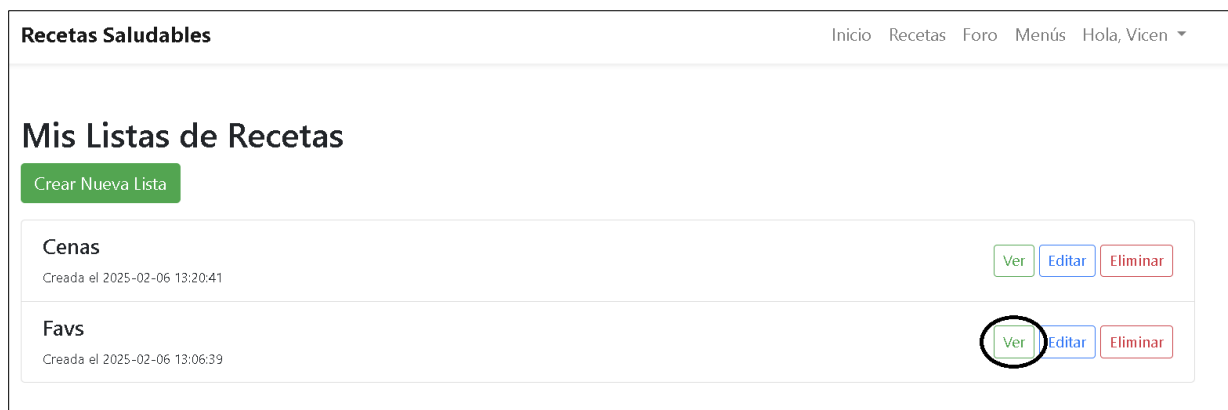 Recetas Saludables Inicio Recetas Foro Menús Hola, Vicen
Mis Listas de Recetas
Crear Nueva Lista
Cenas
Creada el 2025-02-06 13:20:41
Ver Editar Eliminar
Favs
Creada el 2025-02-06 13:06:39
Ver Editar Eliminar